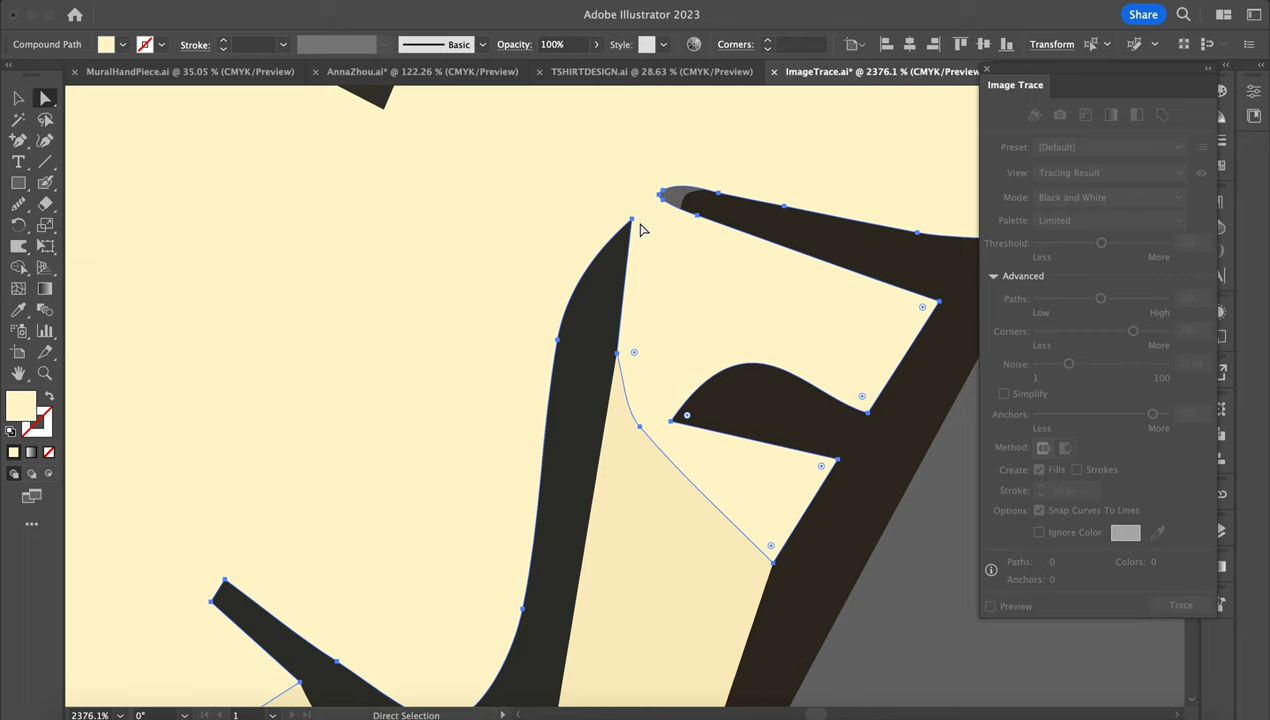 Adobe Illustrator 2023
Share
Compound Path
Stroke:
Basic
Opacity: 100%
Style:
Corners:
Transform
MuralHandPiece.ai @ 35.05 % (CMYK/Preview)
AnnaZhou.ai* @ 122.26 % (CMYK/Preview)
TSHIRTDESIGN.ai @ 28.63 % (CMYK/Preview)
ImageTrace.ai* @ 2376.1 % (CMYK/Preview
Image Trace
Preset: [Default]
View: Tracing Result
Mode: Black and White
Palette: Limited
Threshold:
Less More
Advanced
Paths:
Low High
Corners:
Less More
Noise:
1 100
Simplify
Anchors:
Less More
Method:
Create: Fills Strokes
Stroke:
Options: Snap Curves To Lines
Ignore Color
Paths: 0 Colors: 0
Anchors: 0
Preview Trace
2376.1% 0° 1 Direct Selection